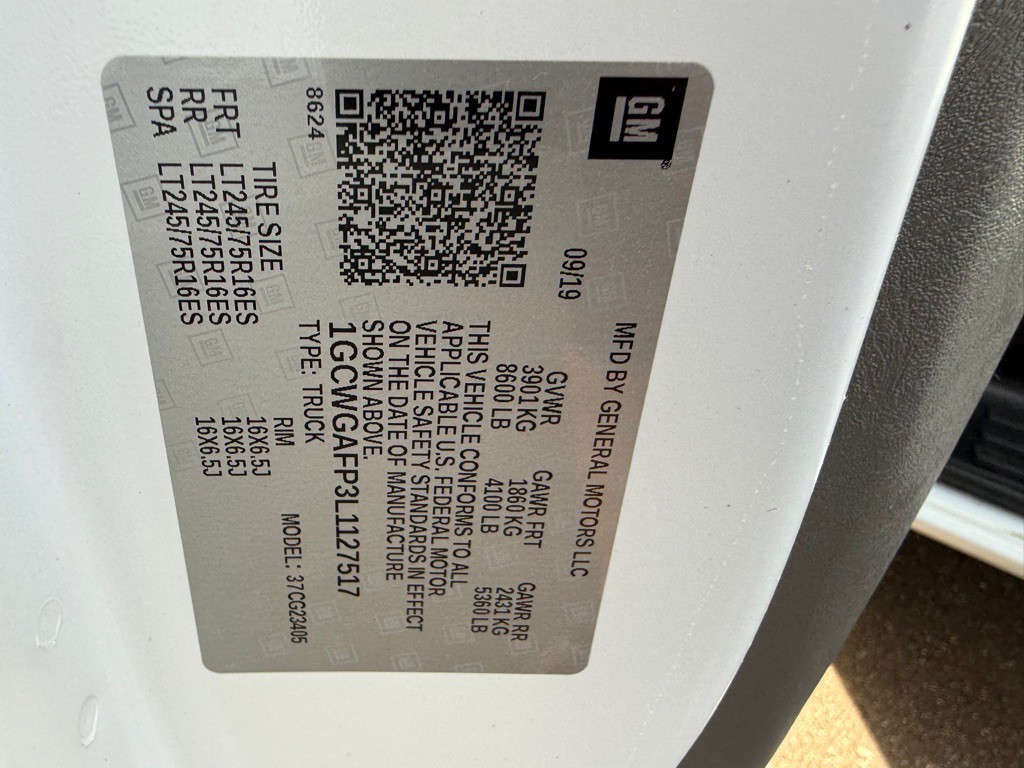 GM
MFD BY GENERAL MOTORS LLC
09/19
GVWR GAWR FRT GAWR RR
3901 KG 1860 KG 2431 KG
8600 LB 4100 LB 5360 LB
THIS VEHICLE CONFORMS TO ALL
APPLICABLE U.S. FEDERAL MOTOR
VEHICLE SAFETY STANDARDS IN EFFECT
ON THE DATE OF MANUFACTURE
SHOWN ABOVE.
1GCWGAFP3L1127517
8624 TYPE: TRUCK MODEL: 37CG23405
TIRE SIZE RIM
FRT LT245/75R16ES 16X6.5J
RR LT245/75R16ES 16X6.5J
SPA LT245/75R16ES 16X6.5J